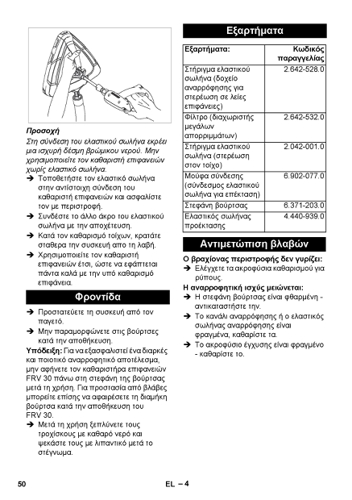 Προσοχή
Στη σύνδεση του ελαστικού σωλήνα εκρέει
μια ισχυρή δέσμη βρώμικου νερού. Μην
χρησιμοποιείτε τον καθαριστή επιφανειών
χωρίς ελαστικό σωλήνα.
➔ Τοποθετήστε τον ελαστικό σωλήνα
στην αντίστοιχη σύνδεση του
καθαριστή επιφανειών και ασφαλίστε
τον με περιστροφή.
➔ Συνδέστε το άλλο άκρο του ελαστικού
σωλήνα με την αποχέτευση.
➔ Κατά τον καθαρισμό τοίχων, κρατάτε
σταθερα την συσκευή απο τη λαβή.
➔ Χρησιμοποιείτε τον καθαριστή
επιφανειών έτσι, ώστε να εφάπτεται
πάντα καλά με την υπό καθαρισμό
επιφάνεια.
Φροντίδα
➔ Προστατεύετε τη συσκευή από τον
παγετό.
➔ Μην παραμορφώνετε στις βούρτσες
κατά την αποθήκευση.
Υπόδειξη: Για να εξασφαλιστεί ένα διαρκές
και ποιοτικό αναρροφητικό αποτέλεσμα,
μην αφήνετε τον καθαριστήρα επιφανειών
FRV 30 πάνω στη στεφάνη της βούρτσας
μετά τη χρήση. Για προστασία από βλάβες
μπορείτε επίσης να αφαιρέσετε τη διαμήκη
βούρτσα κατά την αποθήκευση του
FRV 30.
➔ Μετά τη χρήση ξεπλύνετε τους
τροχίσκους με καθαρό νερό και
ψεκάστε τους με λιπαντικό μετά το
στέγνωμα.
Εξαρτήματα
Εξαρτήματα: Κωδικός
παραγγελίας
Στήριγμα ελαστικού 2.642-528.0
σωλήνα (δοχείο
αναρρόφησης για
στερέωση σε λείες
επιφάνειες)
Φίλτρο (διαχωριστής 2.642-532.0
μεγάλων
απορριμμάτων)
Στήριγμα ελαστικού 2.042-001.0
σωλήνα (στερέωση
στον τοίχο)
Μούφα σύνδεσης 6.902-077.0
(σύνδεσμος ελαστικού
σωλήνα για επέκταση)
Στεφάνη βούρτσας 6.371-203.0
Ελαστικός σωλήνας 4.440-939.0
προέκτασης
Αντιμετώπιση βλαβών
Ο βραχίονας περιστροφής δεν γυρίζει:
➔ Ελέγχετε τα ακροφύσια καθαρισμού για
ρύπους.
Η αναρροφητική ισχύς μειώνεται:
➔ Η στεφάνη βούρτσας είναι φθαρμένη -
αντικαταστήστε την.
➔ Το κανάλι αναρρόφησης ή ο ελαστικός
σωλήνας αναρρόφησης είναι
φραγμένα, καθαρίστε τα.
➔ Το ακροφύσιο έγχυσης είναι φραγμένο
- καθαρίστε το.
50 EL – 4